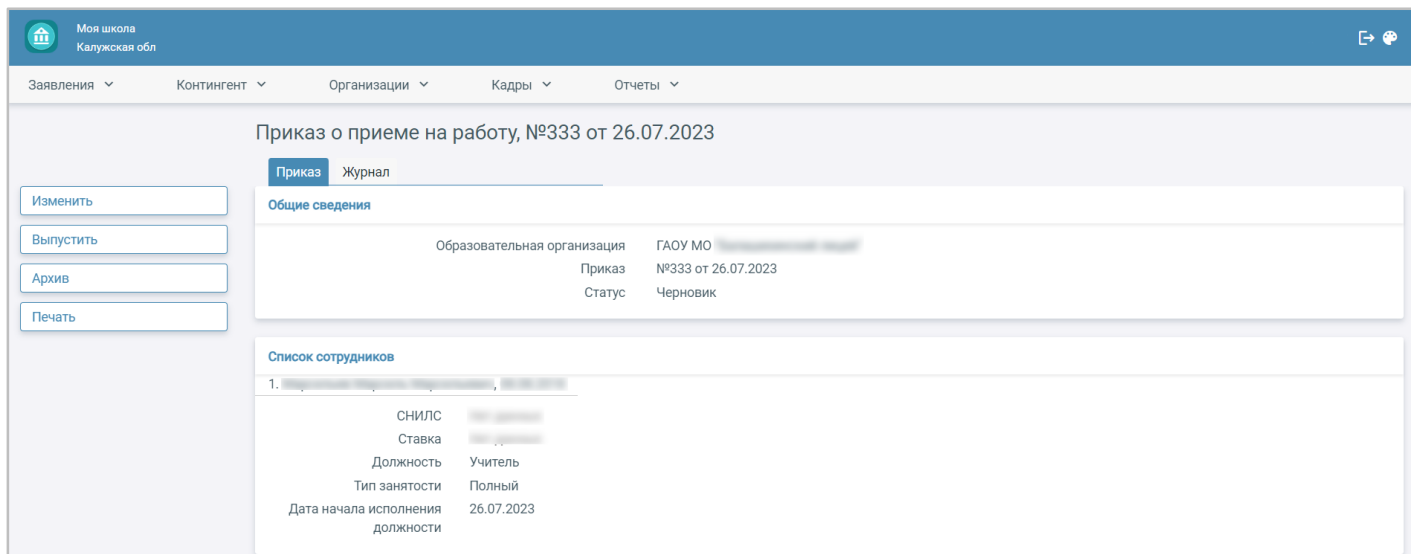 Моя школа
Калужская обл
Заявления Контингент Организации Кадры Отчеты
Приказ о приеме на работу, №333 от 26.07.2023
Приказ Журнал
Изменить
Выпустить
Архив
Печать
Общие сведения
Образовательная организация ГАОУ МО
Приказ №333 от 26.07.2023
Статус Черновик
Список сотрудников
1.
СНИЛС
Ставка
Должность Учитель
Тип занятости Полный
Дата начала исполнения 26.07.2023
должности